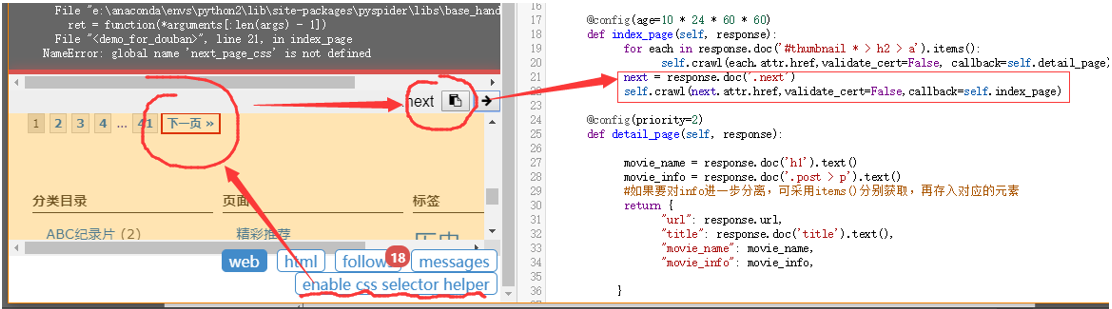 File "e:\anaconda\envs\python2\lib\site-packages\pyspider\libs\base_hand
ret = function(*arguments[:len(args) - 1])
File "<demo_for_douban>", line 21, in index_page
NameError: global name 'next_page_css' is not defined
next
1 2 3 4 ... 41 下一页 »
分类目录 页面 标签
ABC纪录片 (2) 精彩推荐 历史
web html follows 18 messages
enable css selector helper
16
17 @config(age=10 * 24 * 60 * 60)
18 def index_page(self, response):
19 for each in response.doc('#thumbnail * > h2 > a').items():
20 self.crawl(each.attr.href,validate_cert=False, callback=self.detail_page)
21 next = response.doc('.next')
22 self.crawl(next.attr.href,validate_cert=False,callback=self.index_page)
23
24 @config(priority=2)
25 def detail_page(self, response):
26
27 movie_name = response.doc('h1').text()
28 movie_info = response.doc('.post > p').text()
29 #如果要对info进一步分离，可采用items()分别获取，再存入对应的元素
30 return {
31 "url": response.url,
32 "title": response.doc('title').text(),
33 "movie_name": movie_name,
34 "movie_info": movie_info,
35
36 }